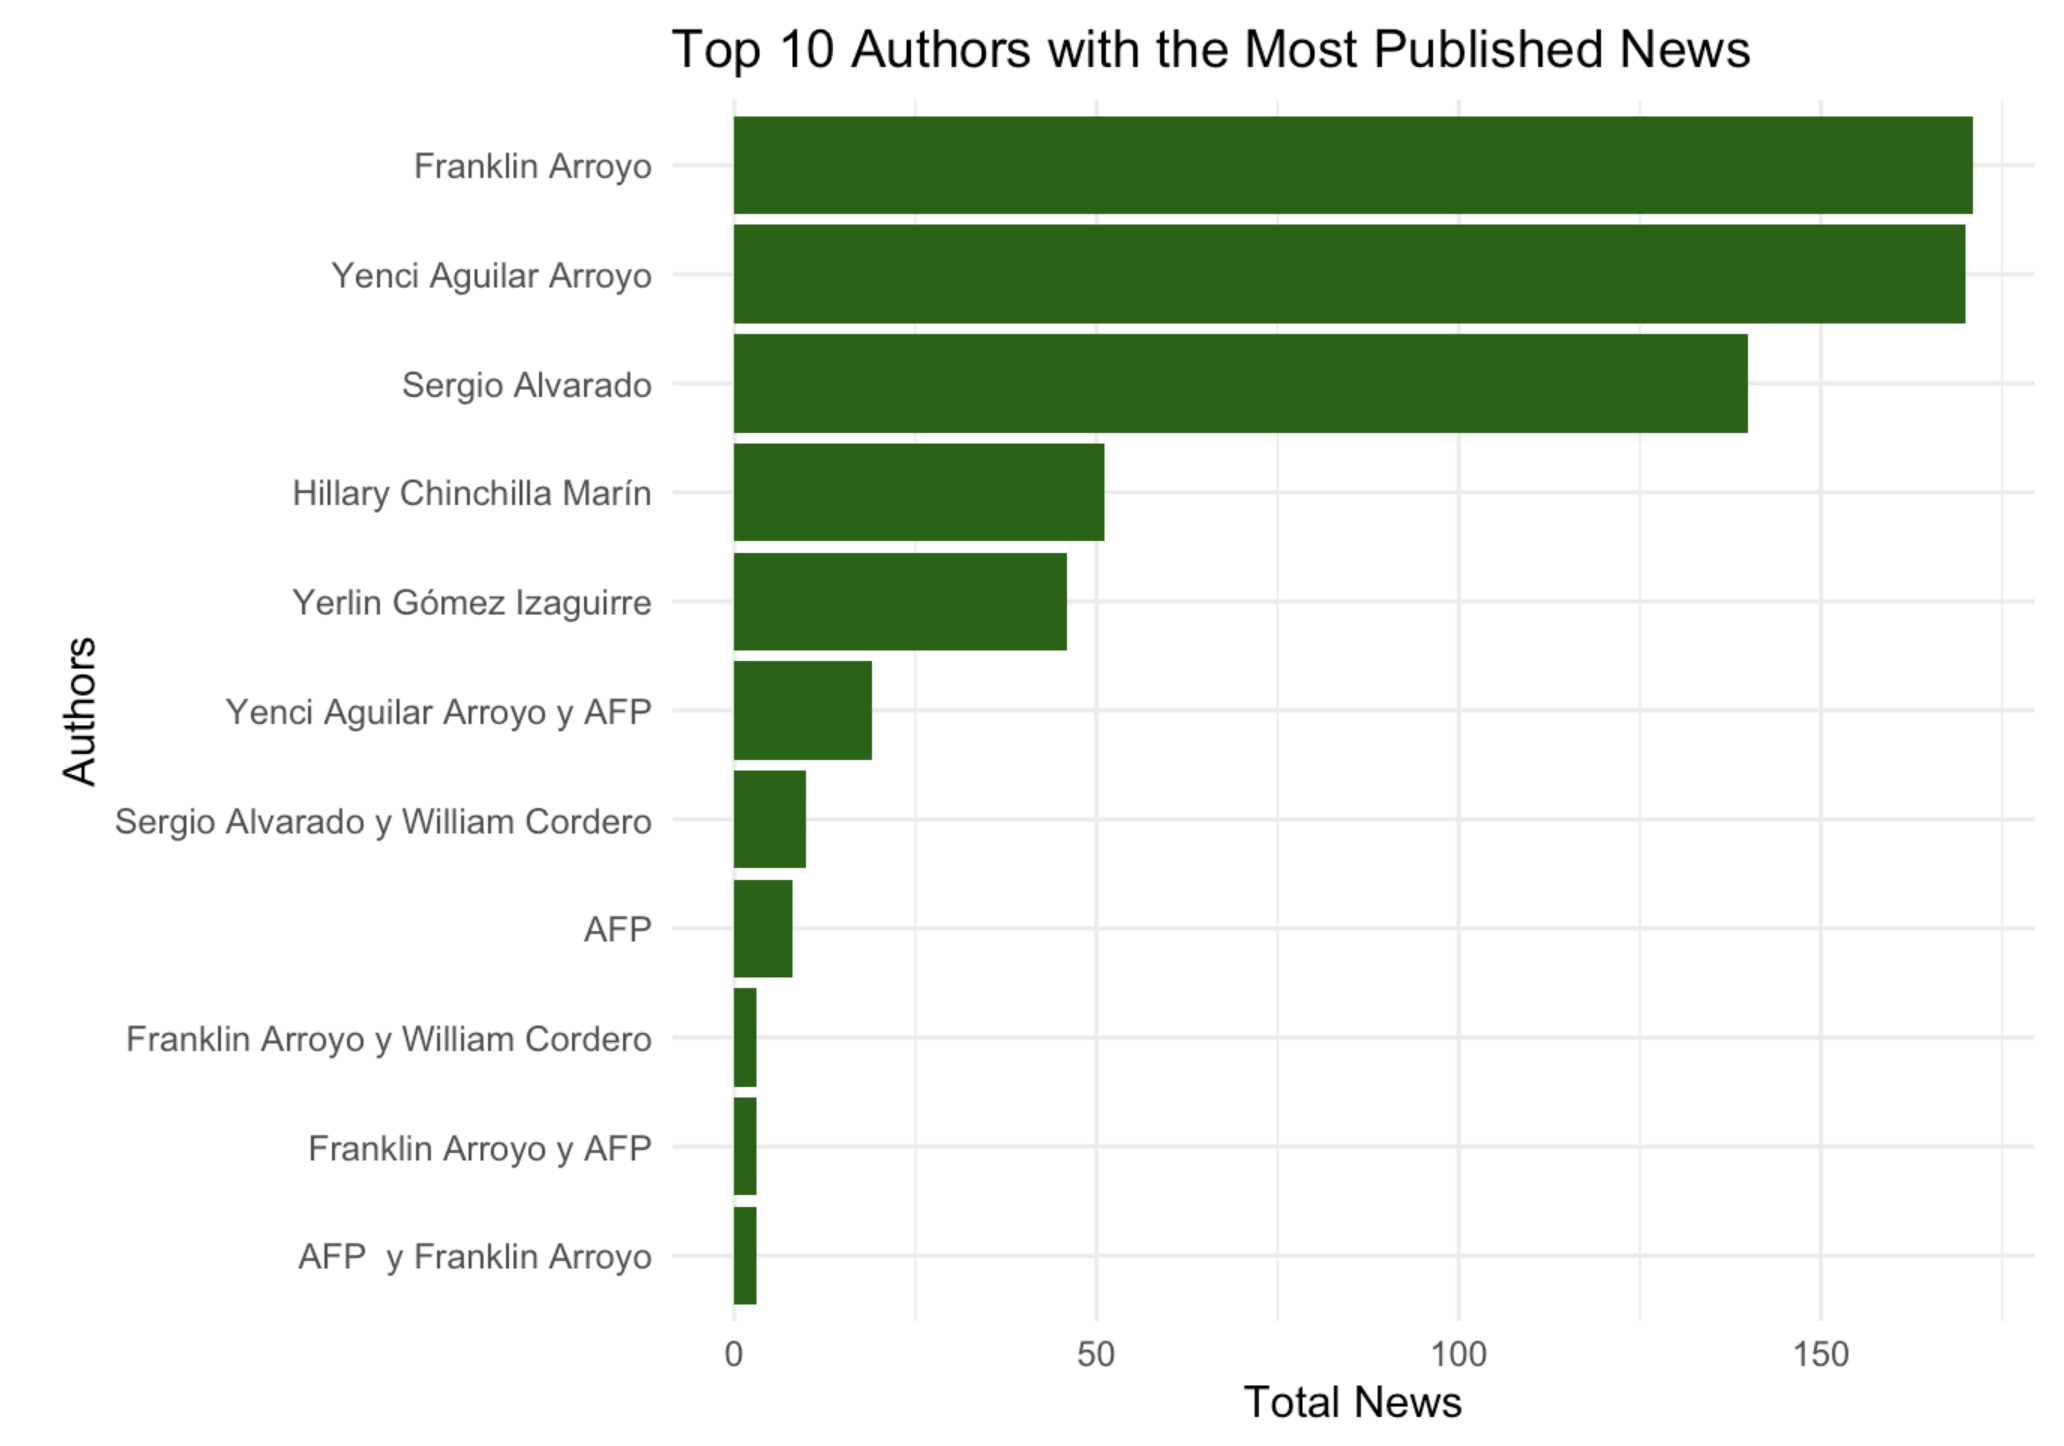 Top 10 Authors with the Most Published News
Authors
Franklin Arroyo
Yenci Aguilar Arroyo
Sergio Alvarado
Hillary Chinchilla Marín
Yerlin Gómez Izaguirre
Yenci Aguilar Arroyo y AFP
Sergio Alvarado y William Cordero
AFP
Franklin Arroyo y William Cordero
Franklin Arroyo y AFP
AFP  y Franklin Arroyo
0 50 100 150
Total News